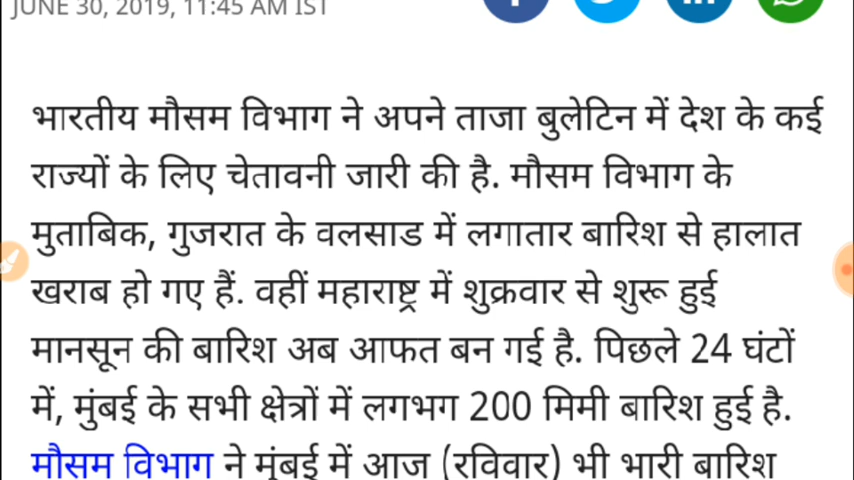 JUNE 30, 2019, 11:45 AM IST
भारतीय मौसम विभाग ने अपने ताजा बुलेटिन में देश के कई
राज्यों के लिए चेतावनी जारी की है. मौसम विभाग के
मुताबिक, गुजरात के वलसाड में लगातार बारिश से हालात
खराब हो गए हैं. वहीं महाराष्ट्र में शुक्रवार से शुरू हुई
मानसून की बारिश अब आफत बन गई है. पिछले 24 घंटों
में, मुंबई के सभी क्षेत्रों में लगभग 200 मिमी बारिश हुई है.
मौसम विभाग ने मुंबई में आज (रविवार) भी भारी बारिश